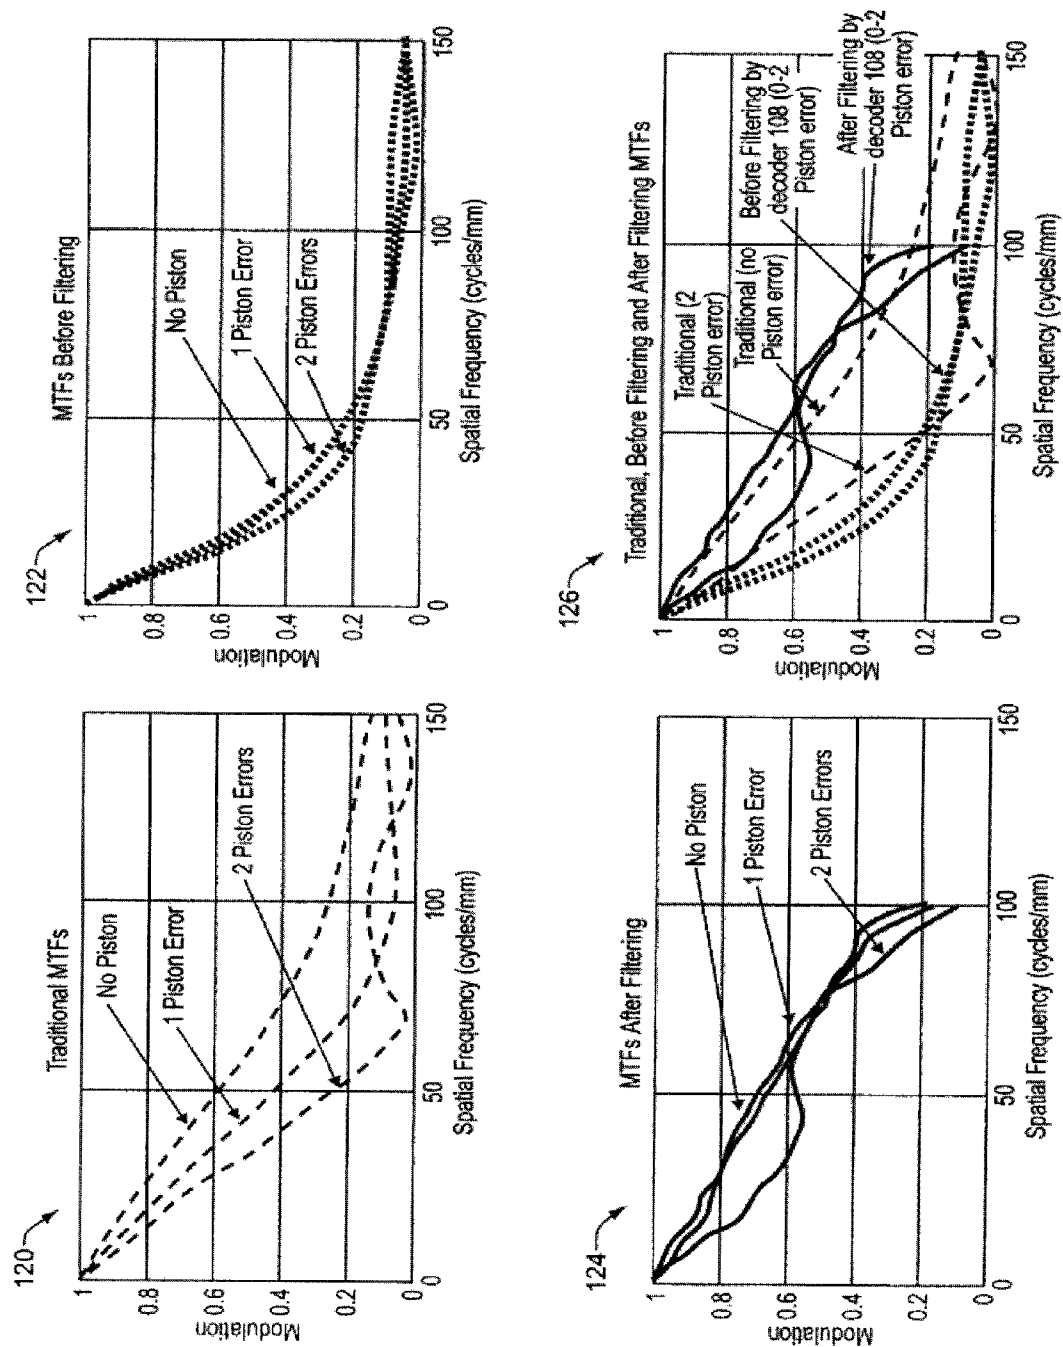 120
Traditional MTFs
Modulation
1
0.8
0.6
0.4
0.2
0
No Piston
1 Piston Error
2 Piston Errors
0
50
100
150
Spatial Frequency (cycles/mm)
122
MTFs Before Filtering
Modulation
1
0.8
0.6
0.4
0.2
0
No Piston
1 Piston Error
2 Piston Errors
0
50
100
150
Spatial Frequency (cycles/mm)
124
MTFs After Filtering
Modulation
1
0.8
0.6
0.4
0.2
0
No Piston
1 Piston Error
2 Piston Errors
0
50
100
150
Spatial Frequency (cycles/mm)
126
Traditional, Before Filtering and After Filtering MTFs
Modulation
1
0.8
0.6
0.4
0.2
0
Traditional (2
Piston error)
Traditional (no
Piston error)
Before Filtering by
decoder 108 (0-2
Piston error)
After Filtering by
decoder 108 (0-2
Piston error)
0
50
100
150
Spatial Frequency (cycles/mm)